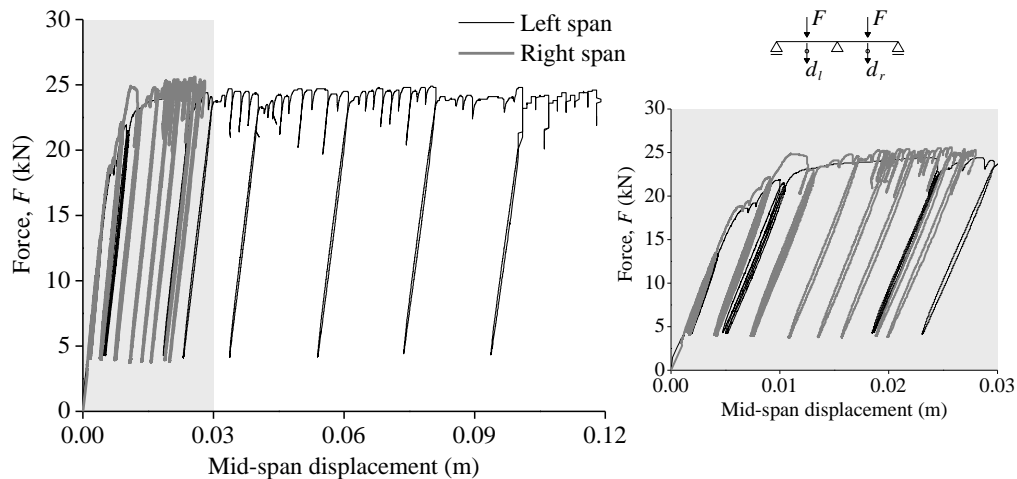 Left span
Right span
30
25
20
15
10
5
0
Force, F (kN)
0.00 0.03 0.06 0.09 0.12
Mid-span displacement (m)
F F
d_l d_r
30
25
20
15
10
5
0
Force, F (kN)
0.00 0.01 0.02 0.03
Mid-span displacement (m)